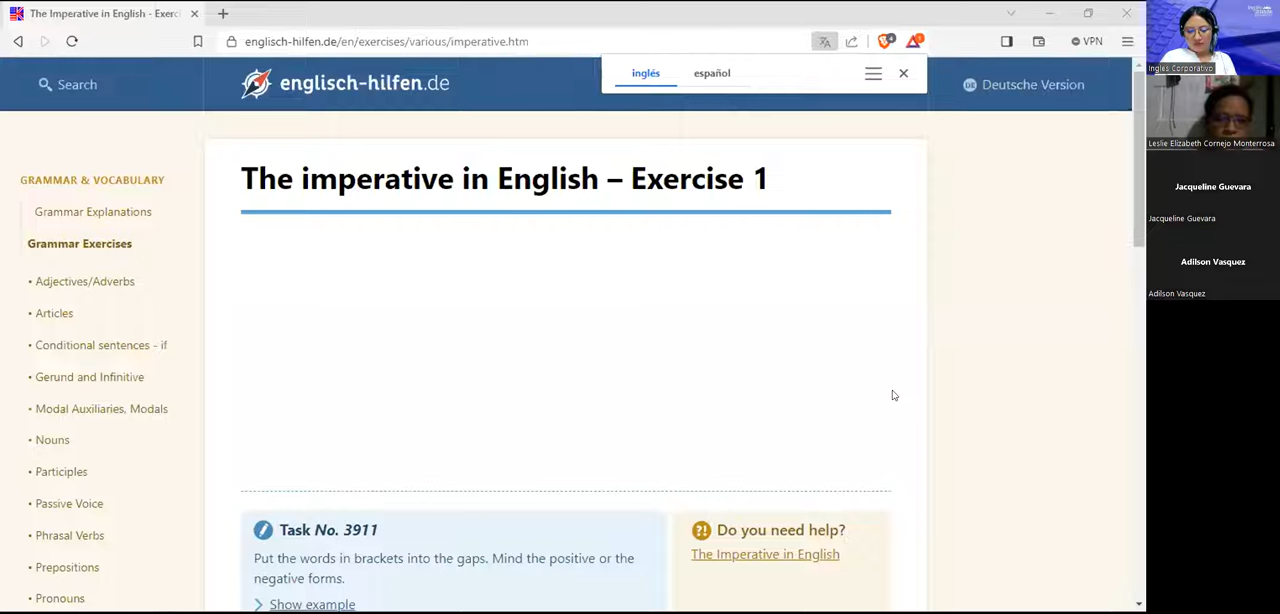 The Imperative in English - Exerci
englisch-hilfen.de/en/exercises/various/imperative.htm
VPN
inglés
español
Search
englisch-hilfen.de
DE Deutsche Version
GRAMMAR & VOCABULARY
Grammar Explanations
Grammar Exercises
• Adjectives/Adverbs
• Articles
• Conditional sentences - if
• Gerund and Infinitive
• Modal Auxiliaries, Modals
• Nouns
• Participles
• Passive Voice
• Phrasal Verbs
• Prepositions
• Pronouns
The imperative in English – Exercise 1
Task No. 3911
Put the words in brackets into the gaps. Mind the positive or the
negative forms.
Show example
?! Do you need help?
The Imperative in English
Ingles Corporativo
Leslie Elizabeth Cornejo Monterrosa
Jacqueline Guevara
Jacqueline Guevara
Adilson Vasquez
Adilson Vasquez